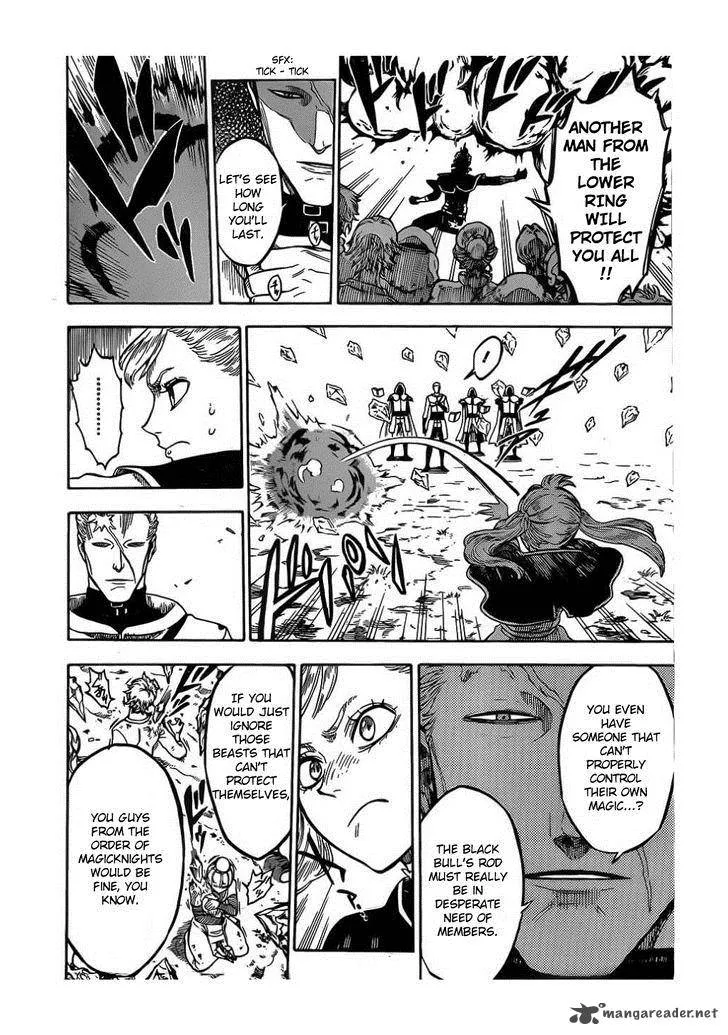 ANOTHER
MAN FROM
THE
LOWER
RING
WILL
PROTECT
YOU ALL
!!
SFX:
TICK - TICK
LET'S SEE
HOW
LONG
YOU'LL
LAST.
YOU EVEN
HAVE
SOMEONE THAT
CAN'T
PROPERLY
CONTROL
THEIR OWN
MAGIC...?
THE BLACK
BULL'S ROD
MUST REALLY
BE IN
DESPERATE
NEED OF
MEMBERS.
IF YOU
WOULD JUST
IGNORE
THOSE
BEASTS THAT
CAN'T
PROTECT
THEMSELVES,
YOU GUYS
FROM THE
ORDER OF
MAGICKNIGHTS
WOULD BE
FINE, YOU
KNOW.
mangareader.net